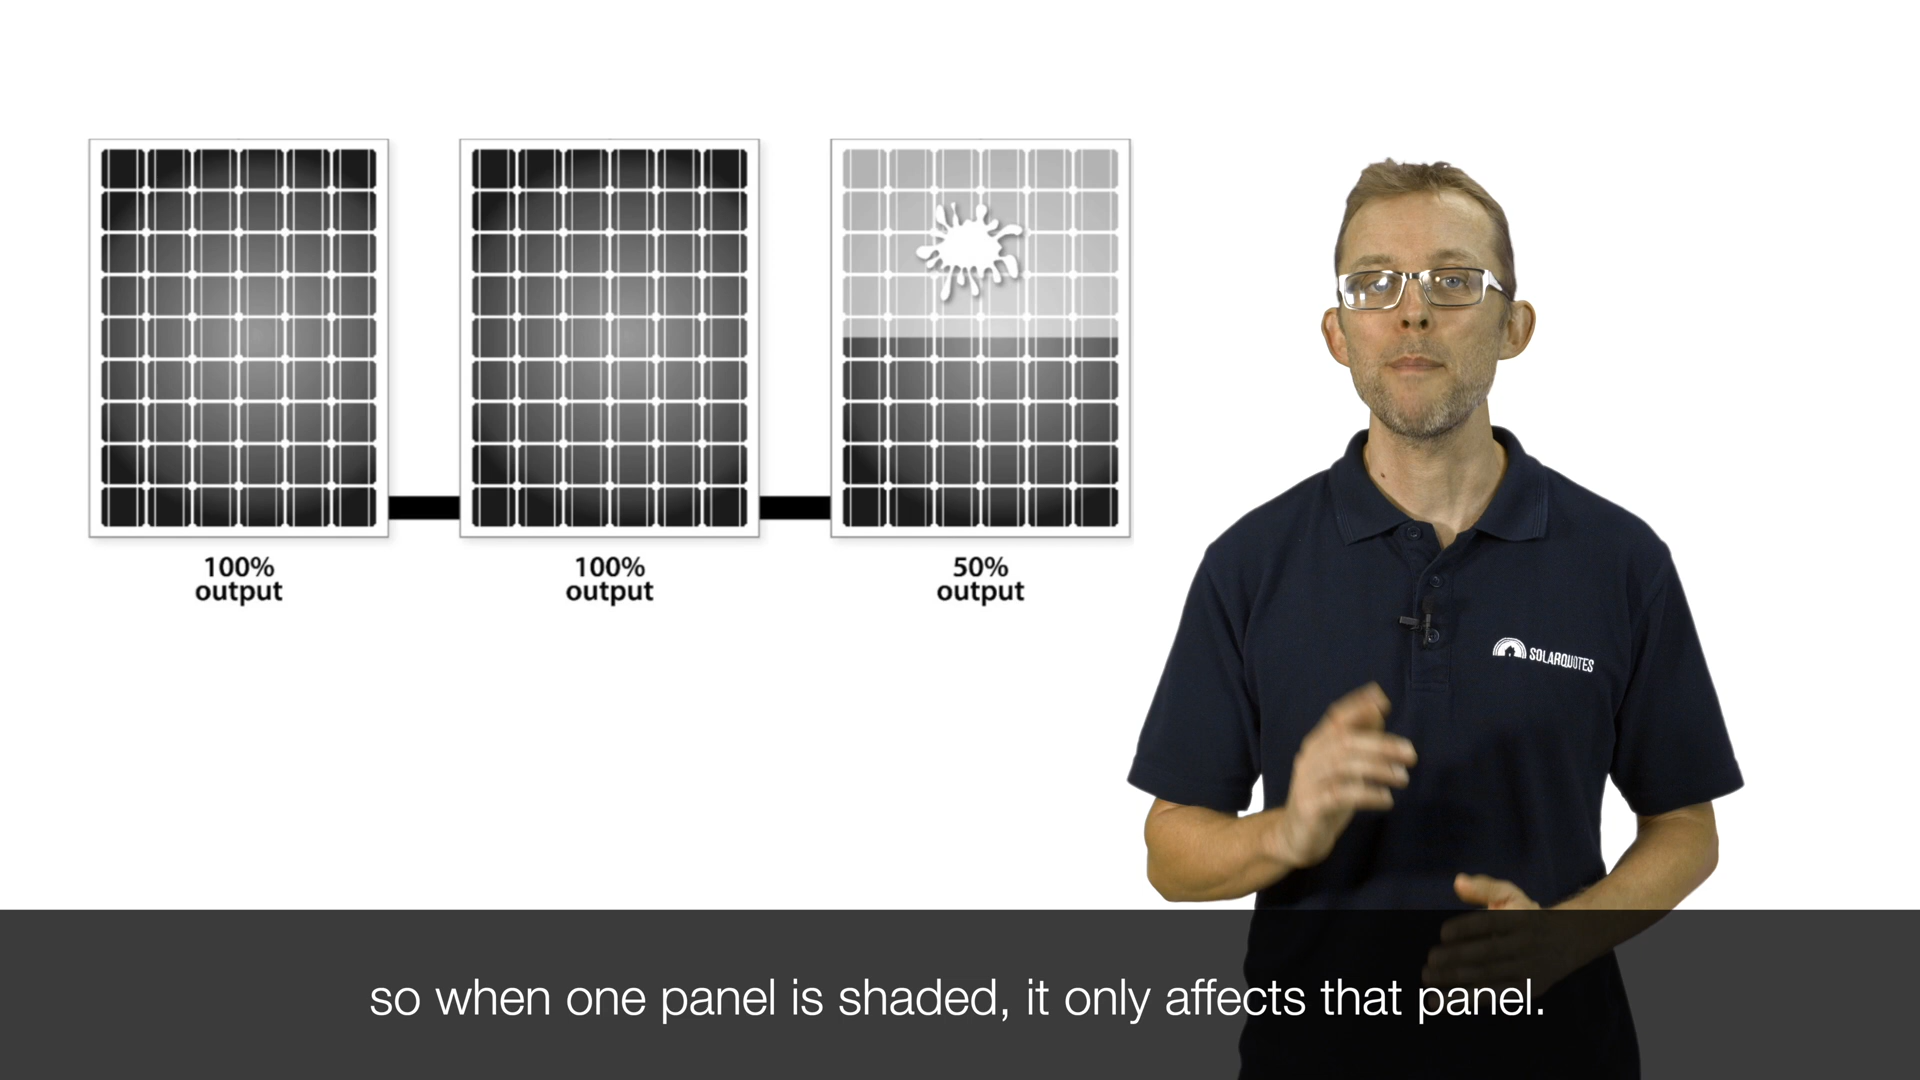 100%
output
100%
output
50%
output
SOLARQUOTES
so when one panel is shaded, it only affects that panel.